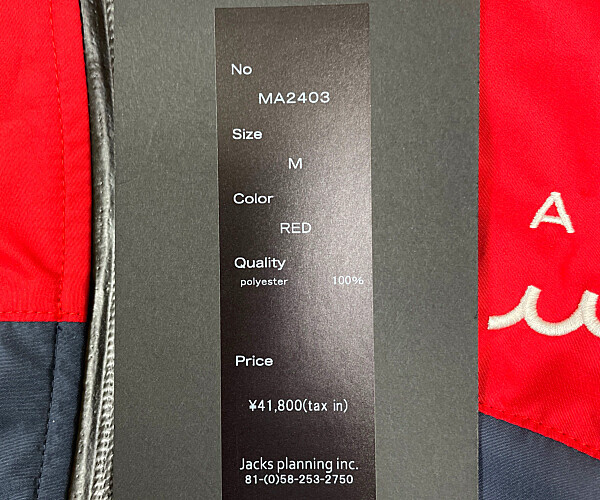 No
MA2403
Size
M
Color
RED
Quality
polyester 100%
Price
¥41,800(tax in)
Jacks planning inc.
81-(0)58-253-2750
A